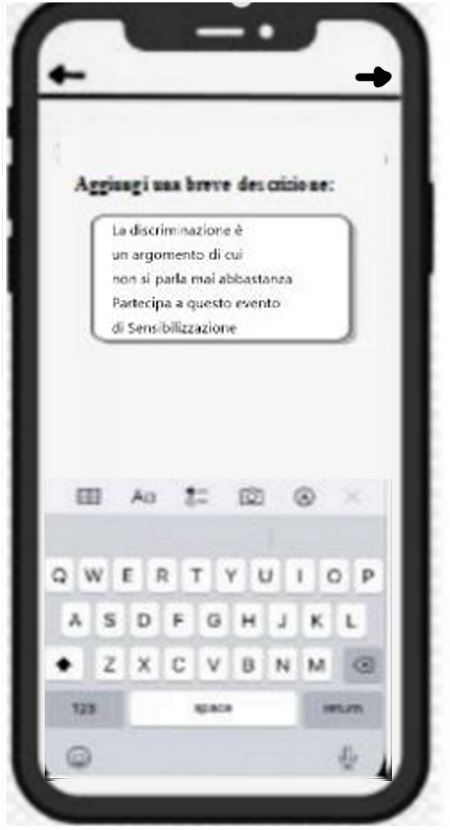 Aggiungi una breve descrizione:
La discriminazione è
un argomento di cui
non si parla mai abbastanza
Partecipa a questo evento
di Sensibilizzazione
Aa
Q W E R T Y U I O P
A S D F G H J K L
Z X C V B N M
123 space return